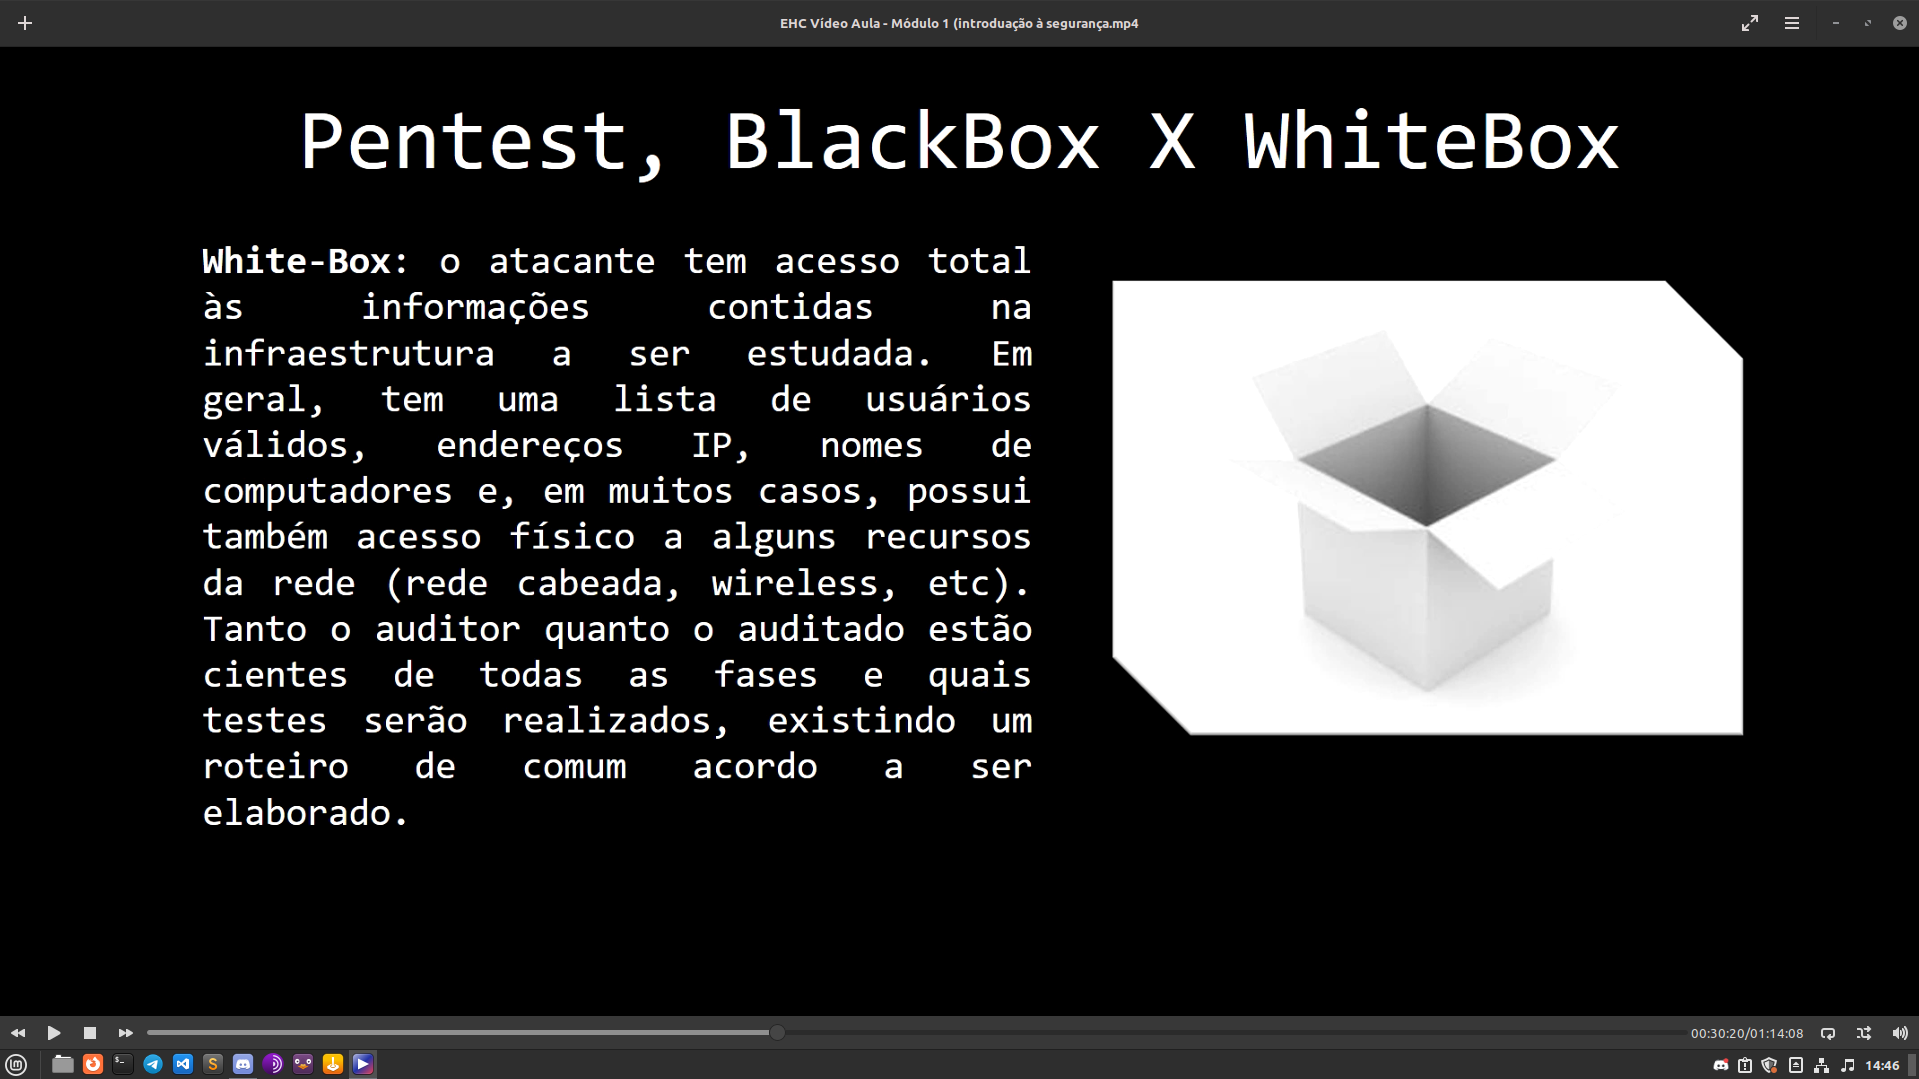 EHC Vídeo Aula - Módulo 1 (introduação à segurança.mp4
Pentest, BlackBox X WhiteBox
White-Box: o atacante tem acesso total
às informações contidas na
infraestrutura a ser estudada. Em
geral, tem uma lista de usuários
válidos, endereços IP, nomes de
computadores e, em muitos casos, possui
também acesso físico a alguns recursos
da rede (rede cabeada, wireless, etc).
Tanto o auditor quanto o auditado estão
cientes de todas as fases e quais
testes serão realizados, existindo um
roteiro de comum acordo a ser
elaborado.
00:30:20/01:14:08
14:46